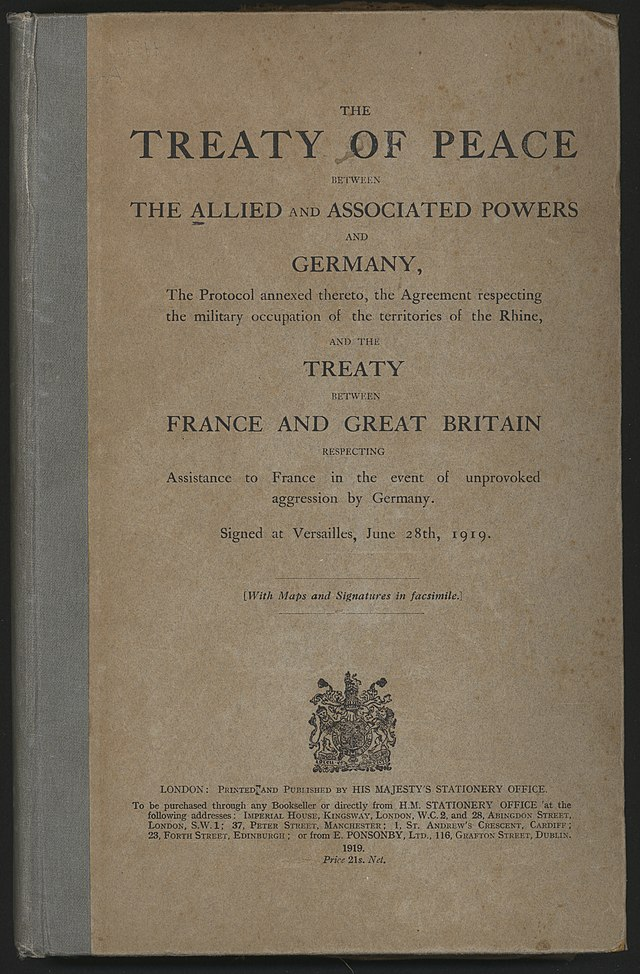 THE
TREATY OF PEACE
BETWEEN
THE ALLIED AND ASSOCIATED POWERS
AND
GERMANY,
The Protocol annexed thereto, the Agreement respecting
the military occupation of the territories of the Rhine,
AND THE
TREATY
BETWEEN
FRANCE AND GREAT BRITAIN
RESPECTING
Assistance to France in the event of unprovoked
aggression by Germany.
Signed at Versailles, June 28th, 1919.
[With Maps and Signatures in facsimile.]
LONDON: PRINTED AND PUBLISHED BY HIS MAJESTY'S STATIONERY OFFICE.
To be purchased through any Bookseller or directly from H.M. STATIONERY OFFICE at the
following addresses: IMPERIAL HOUSE, KINGSWAY, LONDON, W.C.2, and 28, ABINGDON STREET,
LONDON, S.W.1; 37, PETER STREET, MANCHESTER; 1, ST. ANDREW'S CRESCENT, CARDIFF;
23, FORTH STREET, EDINBURGH; or from E. PONSONBY, LTD., 116, GRAFTON STREET, DUBLIN.
1919.
Price 21s. Net.